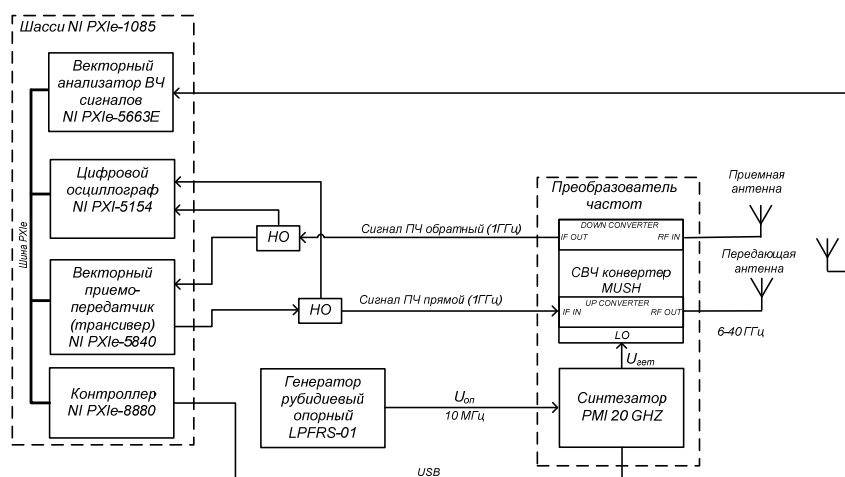 Шасси NI PXIe-1085
Векторный
анализатор ВЧ
сигналов
NI PXIe-5663E
Цифровой
осциллограф
NI PXI-5154
Шина PXIe
Векторный
приемо-
передатчик
(трансивер)
NI PXIe-5840
Контроллер
NI PXIe-8880
НО
Сигнал ПЧ обратный (1ГГц)
НО
Сигнал ПЧ прямой (1ГГц)
Генератор
рубидиевый
опорный
LPFRS-01
Uоп
10 МГц
USB
Преобразователь
частот
DOWN CONVERTER
IF OUT
RF IN
СВЧ конвертер
MUSH
UP CONVERTER
IF IN
RF OUT
LO
Uгет
Синтезатор
PMI 20 GHZ
Приемная
антенна
Передающая
антенна
6-40 ГГц